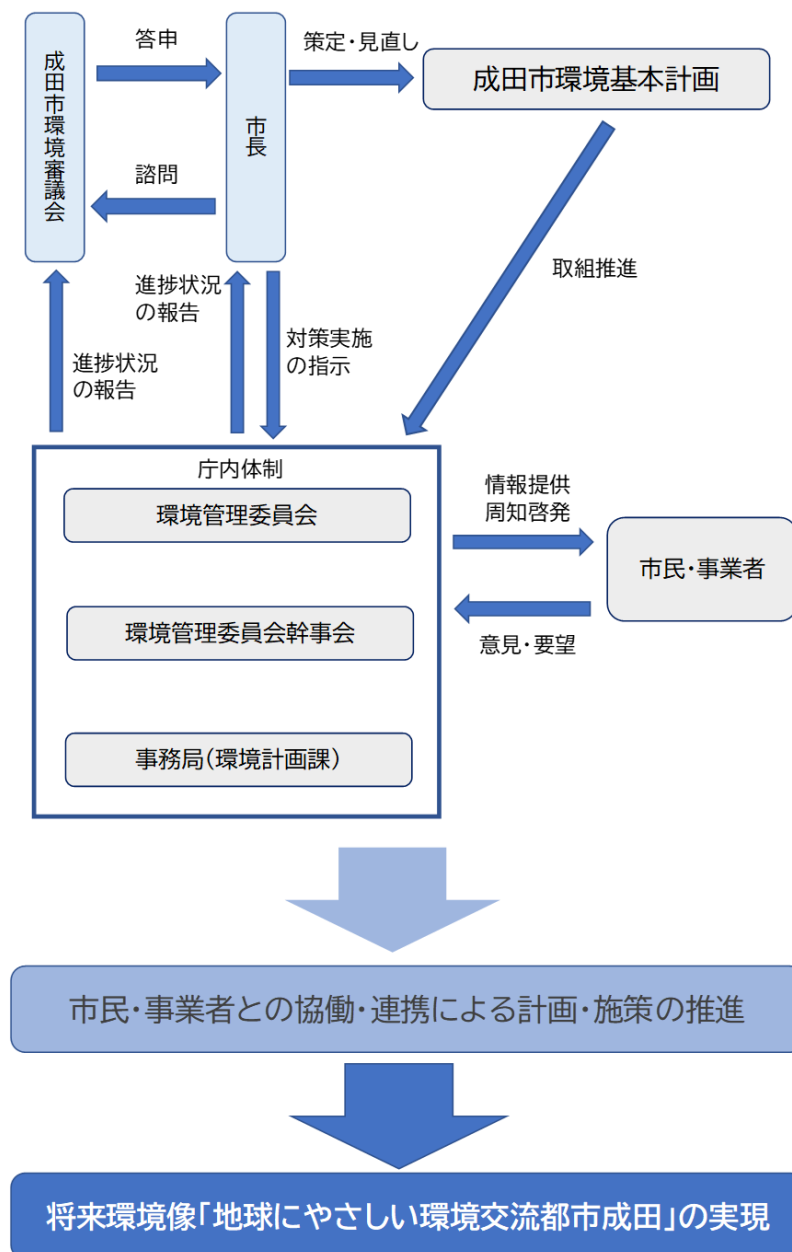 成田市環境審議会
答申
諮問
市長
策定・見直し
成田市環境基本計画
取組推進
進捗状況
の報告
進捗状況
の報告
対策実施
の指示
庁内体制
環境管理委員会
環境管理委員会幹事会
事務局(環境計画課)
情報提供
周知啓発
意見・要望
市民・事業者
市民・事業者との協働・連携による計画・施策の推進
将来環境像「地球にやさしい環境交流都市成田」の実現